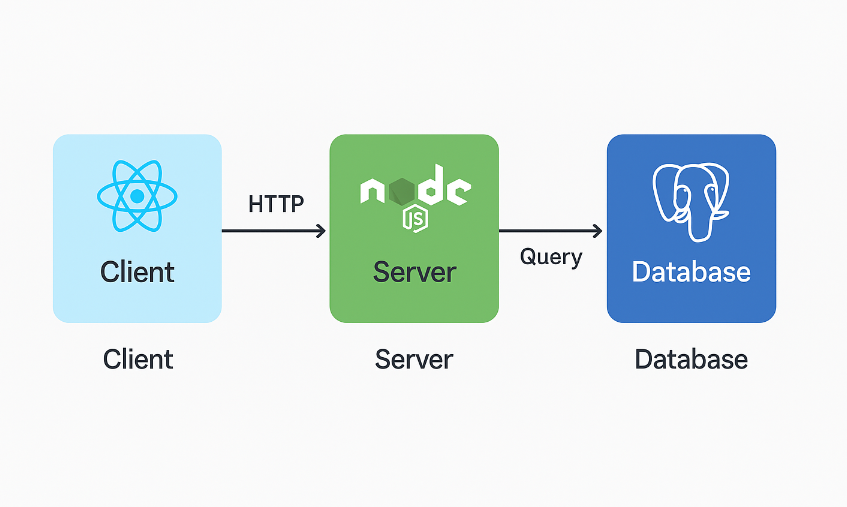 HTTP
node
JS
Client
Server
Query
Database
Client
Server
Database